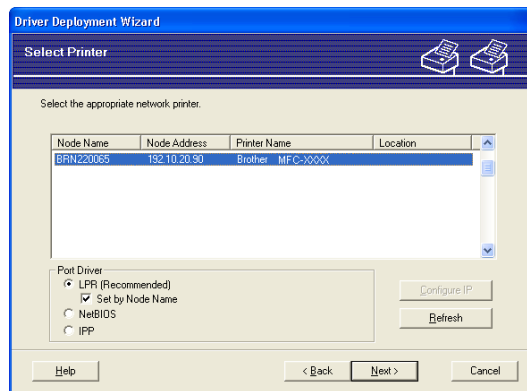 Driver Deployment Wizard
Select Printer
Select the appropriate network printer.
Node Name Node Address Printer Name Location
BRN220065 192.10.20.90 Brother MFC-XXXX
Port Driver
LPR (Recommended)
Set by Node Name
NetBIOS
IPP
Configure IP
Refresh
Help < Back Next > Cancel